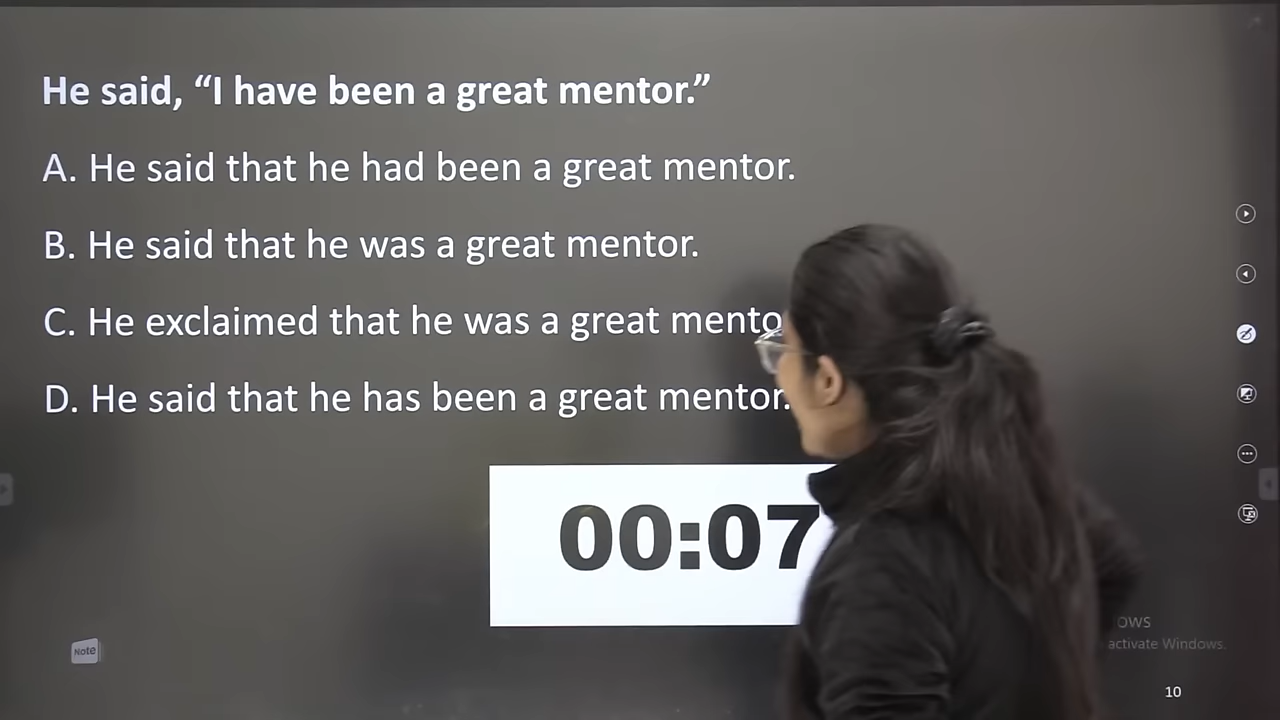 He said, “I have been a great mentor.”
A. He said that he had been a great mentor.
B. He said that he was a great mentor.
C. He exclaimed that he was a great
D. He said that he has been a great mentor.
00:07
Note
activate Windows.
10